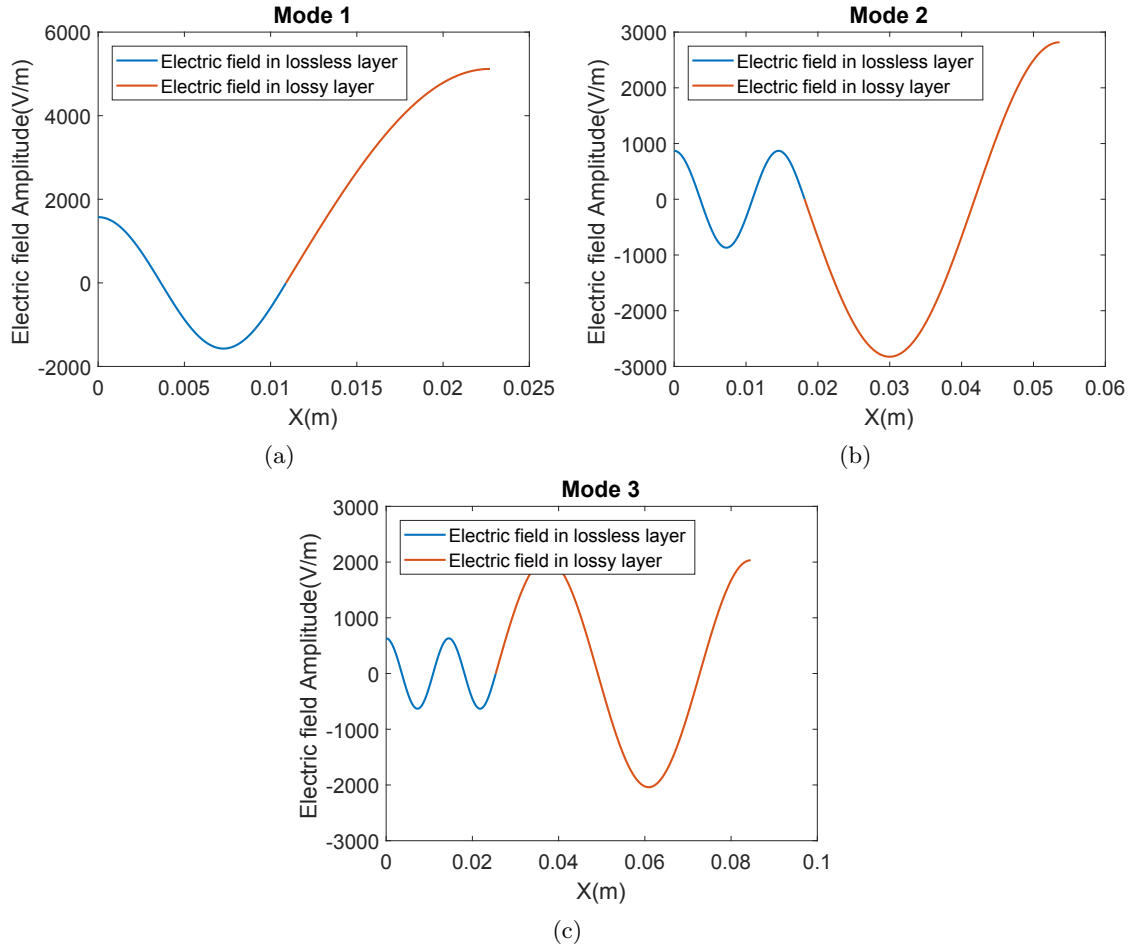 Mode 1
Electric field Amplitude(V/m)
6000
4000
2000
0
-2000
Electric field in lossless layer
Electric field in lossy layer
0 0.005 0.01 0.015 0.02 0.025
X(m)
(a)
Mode 2
Electric field Amplitude(V/m)
3000
2000
1000
0
-1000
-2000
-3000
Electric field in lossless layer
Electric field in lossy layer
0 0.01 0.02 0.03 0.04 0.05 0.06
X(m)
(b)
Mode 3
Electric field Amplitude(V/m)
3000
2000
1000
0
-1000
-2000
-3000
Electric field in lossless layer
Electric field in lossy layer
0 0.02 0.04 0.06 0.08 0.1
X(m)
(c)